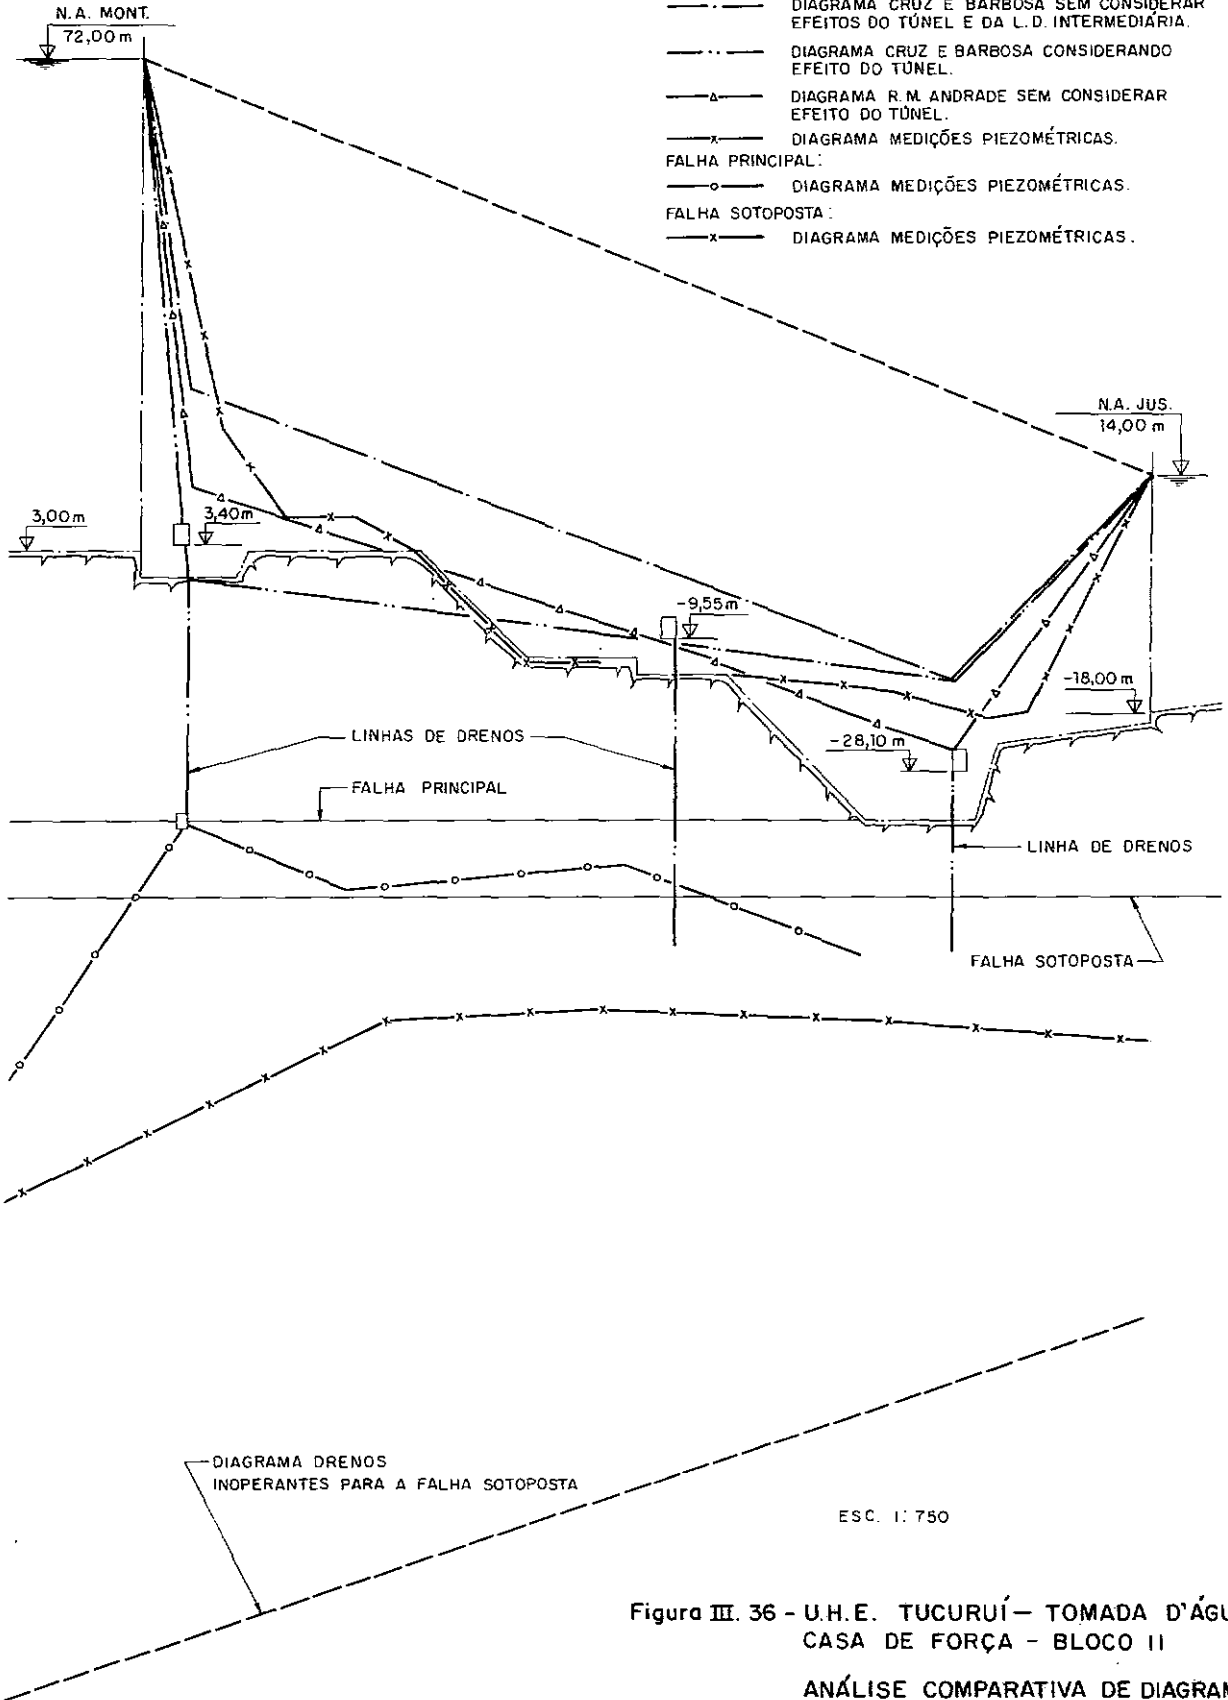 DIAGRAMA CRUZ E BARBOSA SEM CONSIDERAR
EFEITOS DO TÚNEL E DA L.D. INTERMEDIÁRIA.
N.A. MONT.
72,00 m
DIAGRAMA CRUZ E BARBOSA CONSIDERANDO
EFEITO DO TÚNEL.
DIAGRAMA R.M. ANDRADE SEM CONSIDERAR
EFEITO DO TÚNEL.
DIAGRAMA MEDIÇÕES PIEZOMÉTRICAS.
FALHA PRINCIPAL:
DIAGRAMA MEDIÇÕES PIEZOMÉTRICAS.
FALHA SOTOPOSTA:
DIAGRAMA MEDIÇÕES PIEZOMÉTRICAS.
N.A. JUS.
14,00 m
3,00 m
3,40 m
-9,55 m
-18,00 m
-28,10 m
LINHAS DE DRENOS
FALHA PRINCIPAL
LINHA DE DRENOS
FALHA SOTOPOSTA
DIAGRAMA DRENOS
INOPERANTES PARA A FALHA SOTOPOSTA
ESC. 1:750
Figura III. 36 - U.H.E. TUCURUÍ - TOMADA D'ÁGU
CASA DE FORÇA - BLOCO 11
ANÁLISE COMPARATIVA DE DIAGRAM